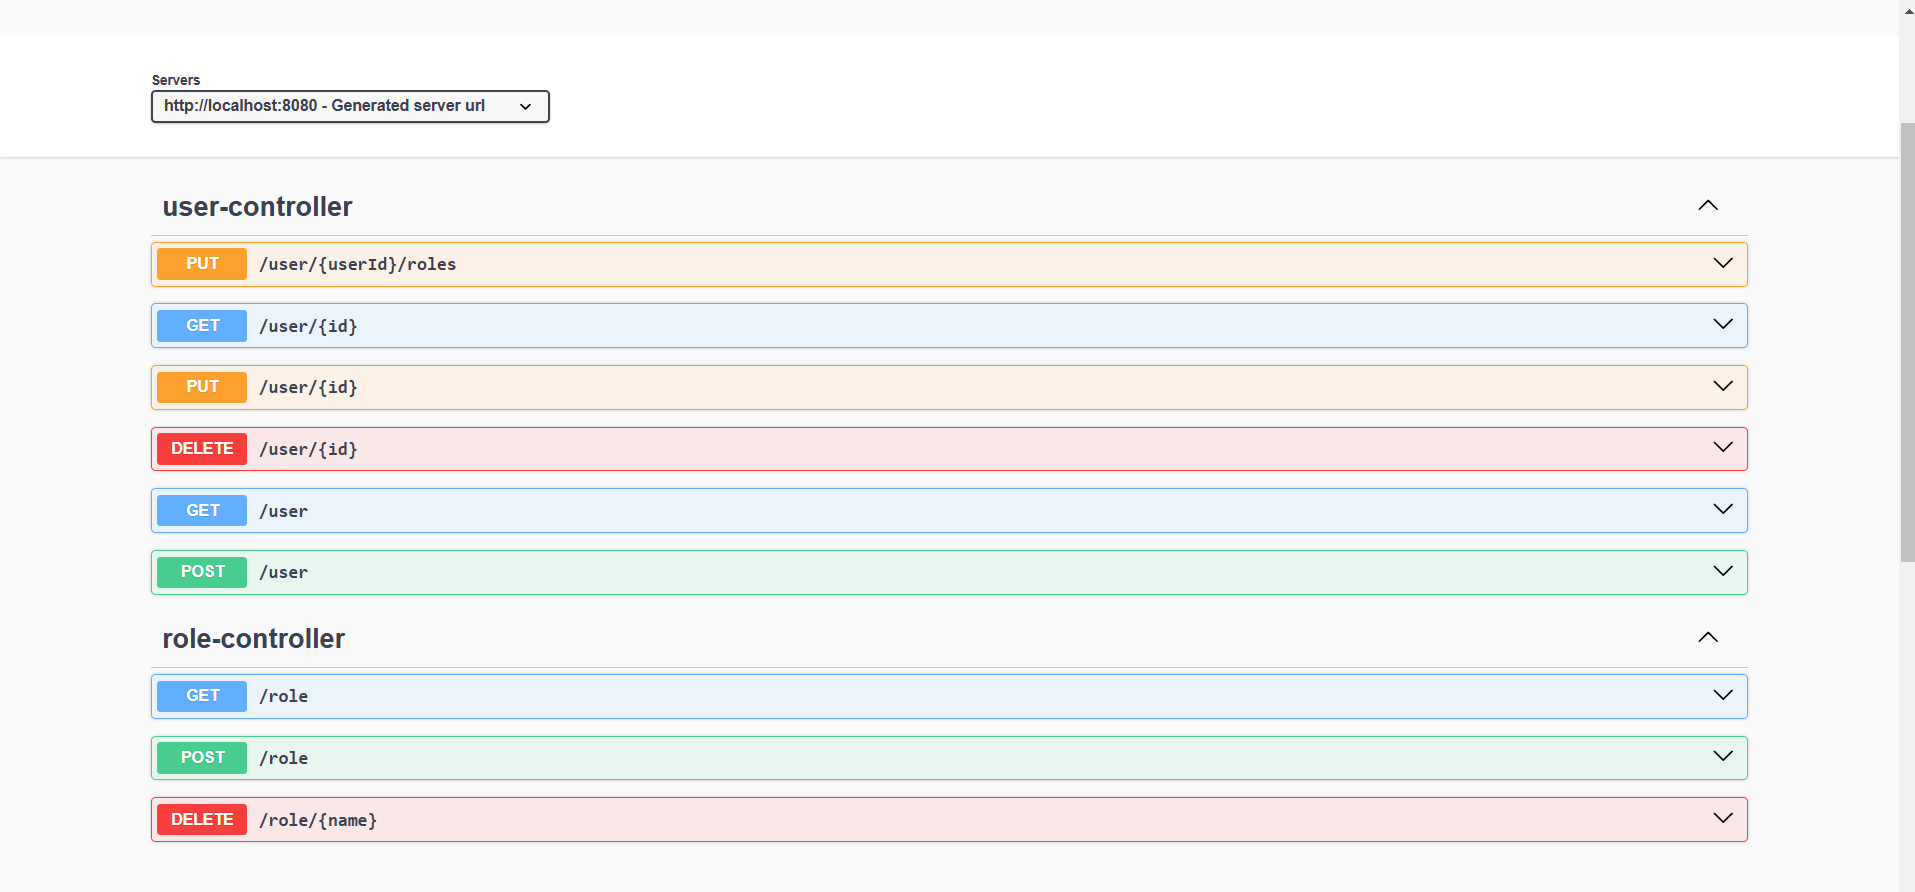 Servers
http://localhost:8080 - Generated server url
user-controller
PUT /user/{userId}/roles
GET /user/{id}
PUT /user/{id}
DELETE /user/{id}
GET /user
POST /user
role-controller
GET /role
POST /role
DELETE /role/{name}